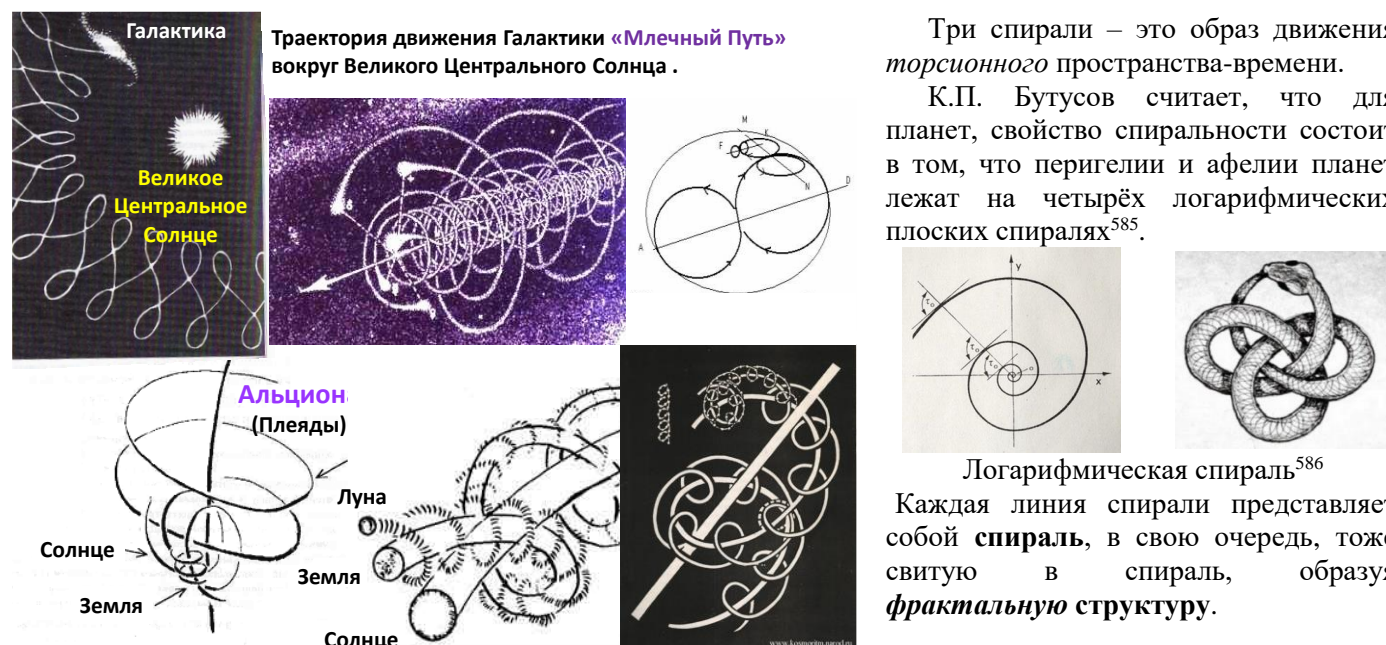 Галактика
Траектория движения Галактики «Млечный Путь»
вокруг Великого Центрального Солнца .
Великое
Центральное
Солнце
M
K
F
J
N
D
A
Альцион
(Плеяды)
Солнце
Земля
Луна
Земля
Солнце
www.kosmoritm.narod.ru
Три спирали – это образ движения
торсионного пространства-времени.
К.П. Бутусов считает, что для
планет, свойство спиральности состоит
в том, что перигелии и афелии планет
лежат на четырёх логарифмических
плоских спиралях585.
y
τ₀
τ₀
τ₀
o
x
Логарифмическая спираль586
Каждая линия спирали представляет
собой спираль, в свою очередь, тоже
свитую в спираль, образуя
фрактальную структуру.